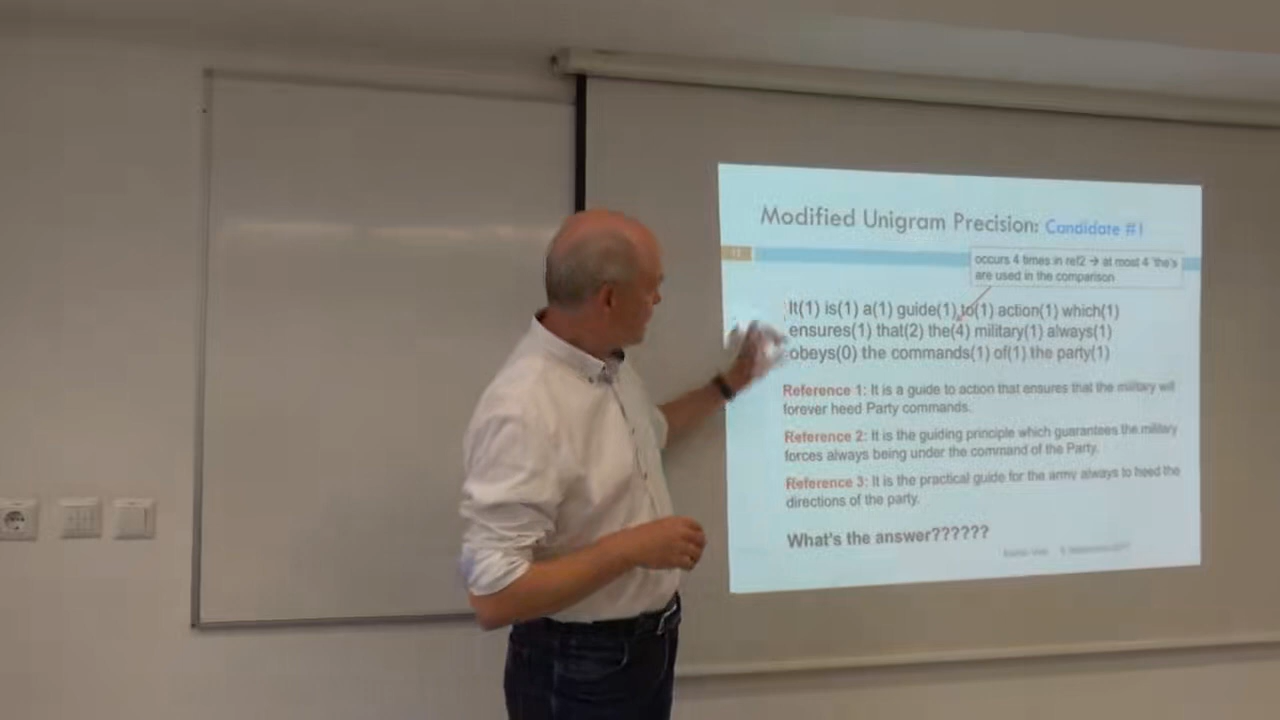 Modified Unigram Precision: Candidate #1
occurs 4 times in ref2 → at most 4 'the's
are used in the comparison
It(1) is(1) a(1) guide(1) to(1) action(1) which(1)
ensures(1) that(2) the(4) military(1) always(1)
obeys(0) the commands(1) of(1) the party(1)
Reference 1: It is a guide to action that ensures that the military will
forever heed Party commands.
Reference 2: It is the guiding principle which guarantees the military
forces always being under the command of the Party.
Reference 3: It is the practical guide for the army always to heed the
directions of the party.
What's the answer??????